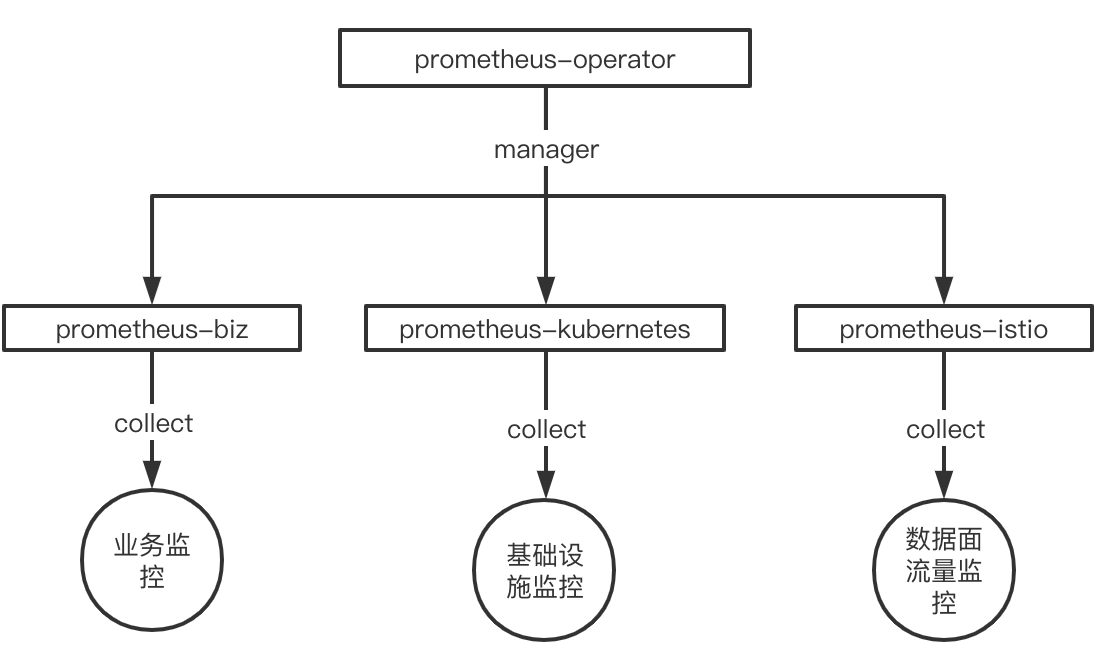 prometheus-operator
manager
prometheus-biz
prometheus-kubernetes
prometheus-istio
collect
collect
collect
业务监
控
基础设
施监控
数据面
流量监
控